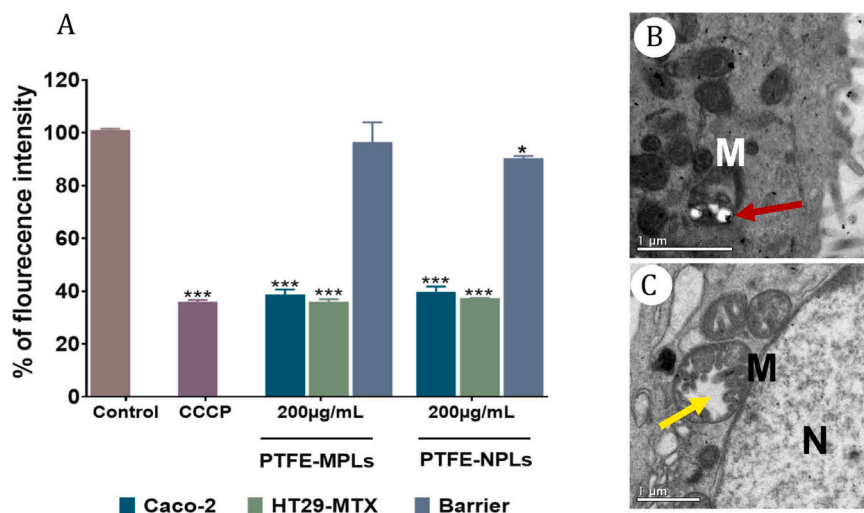 A
% of flourecence intensity
120
100
80
60
40
20
0
***
***
***
***
***
*
Control
CCCP
200µg/mL
200µg/mL
PTFE-MPLs
PTFE-NPLs
Caco-2
HT29-MTX
Barrier
B
M
1 µm
C
M
N
1 µm